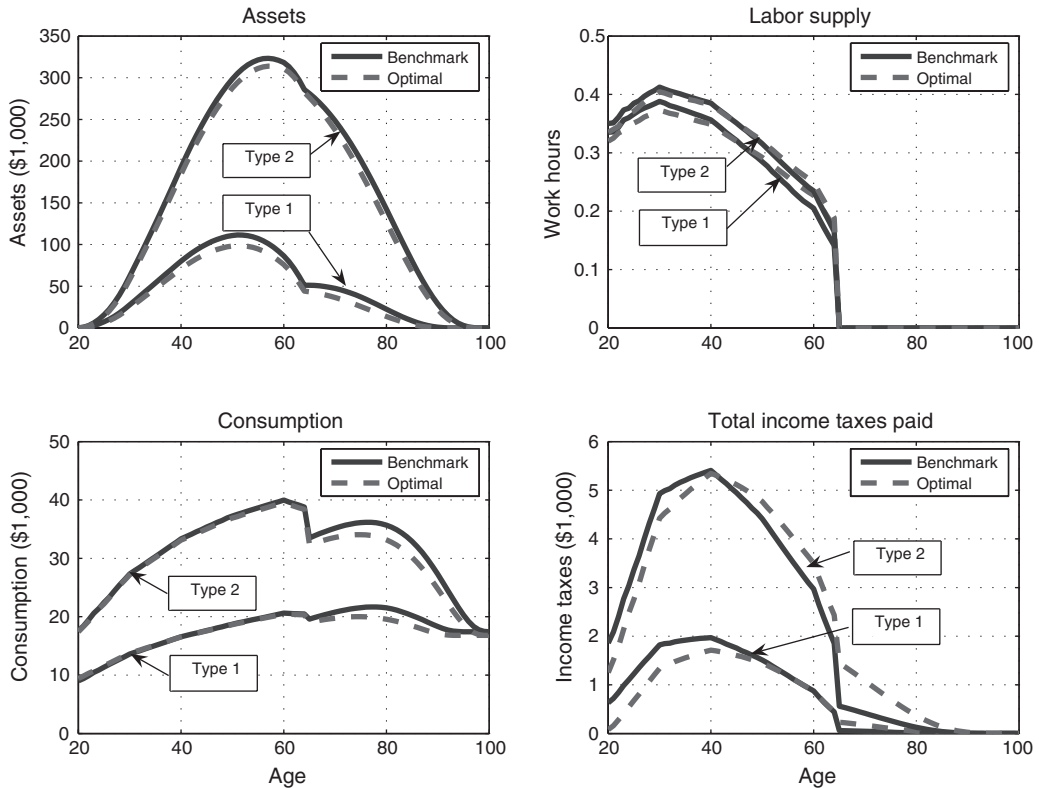 Assets
Assets ($1,000)
350
300
250
200
150
100
50
0
20
40
60
80
100
Benchmark
Optimal
Type 2
Type 1
Labor supply
Work hours
0.5
0.4
0.3
0.2
0.1
0
20
40
60
80
100
Benchmark
Optimal
Type 2
Type 1
Consumption
Consumption ($1,000)
50
40
30
20
10
0
20
40
60
80
100
Age
Benchmark
Optimal
Type 2
Type 1
Total income taxes paid
Income taxes ($1,000)
6
5
4
3
2
1
0
20
40
60
80
100
Age
Benchmark
Optimal
Type 2
Type 1